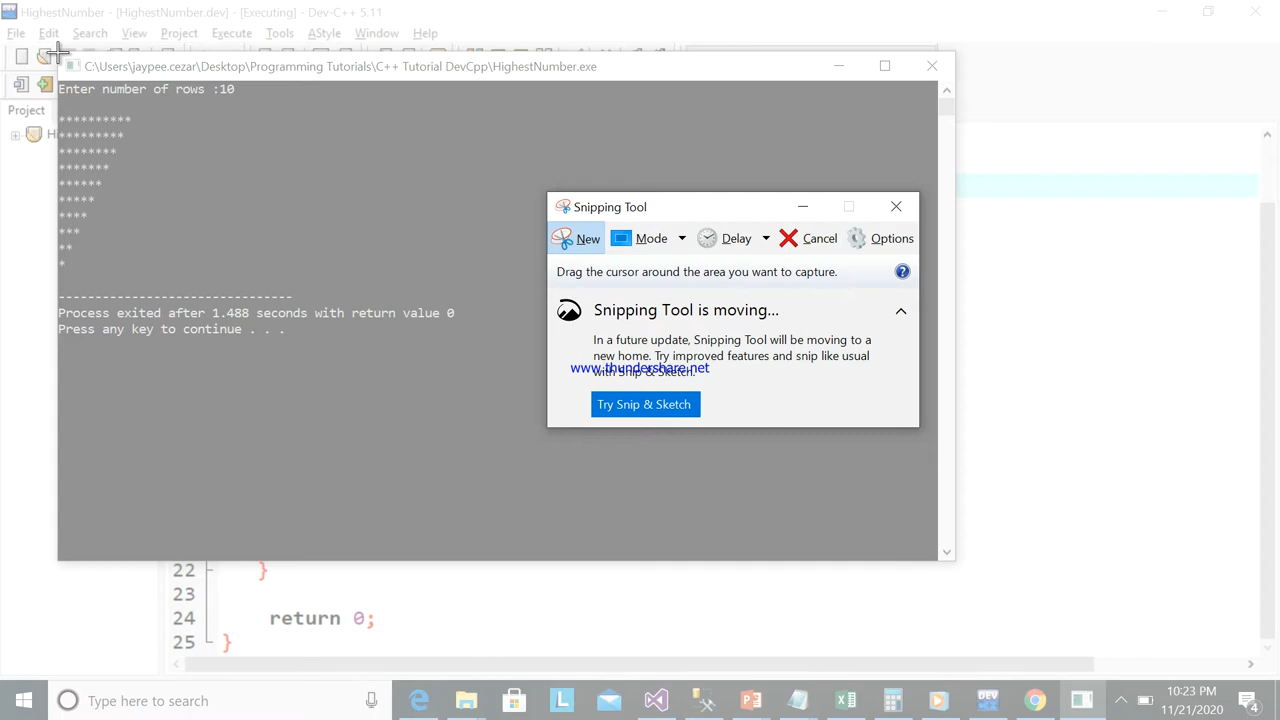 HighestNumber - [HighestNumber.dev] - [Executing] - Dev-C++ 5.11
File Edit Search View Project Execute Tools AStyle Window Help
C:\Users\jaypee.cezar\Desktop\Programming Tutorials\C++ Tutorial DevCpp\HighestNumber.exe
Enter number of rows :10
Project
H
**********
*********
********
*******
******
*****
****
***
**
*
--------------------------------
Process exited after 1.488 seconds with return value 0
Press any key to continue . . .
Snipping Tool
New Mode Delay Cancel Options
Drag the cursor around the area you want to capture.
Snipping Tool is moving...
In a future update, Snipping Tool will be moving to a
new home. Try improved features and snip like usual
with Snip & Sketch.
www.thundershare.net
Try Snip & Sketch
22 }
23
24 return 0;
25 }
Type here to search
10:23 PM
11/21/2020
4